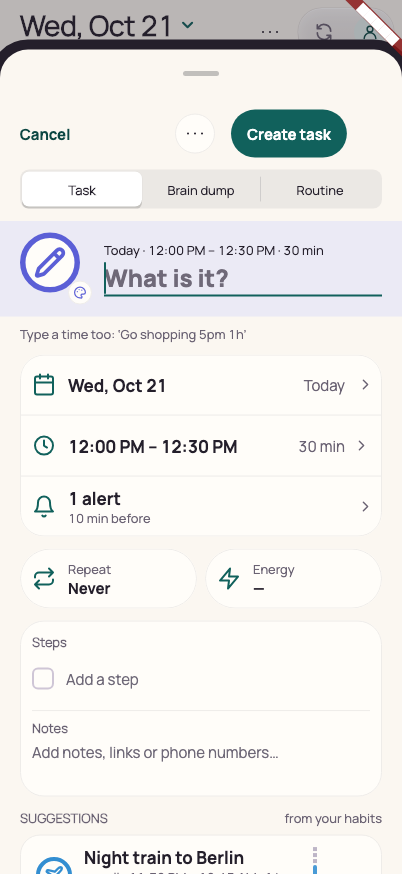 Wed, Oct 21
...
Cancel
...
Create task
Task
Brain dump
Routine
Today · 12:00 PM – 12:30 PM · 30 min
What is it?
Type a time too: 'Go shopping 5pm 1h'
Wed, Oct 21
Today
12:00 PM – 12:30 PM
30 min
1 alert
10 min before
Repeat
Never
Energy
—
Steps
Add a step
Notes
Add notes, links or phone numbers...
SUGGESTIONS
from your habits
Night train to Berlin